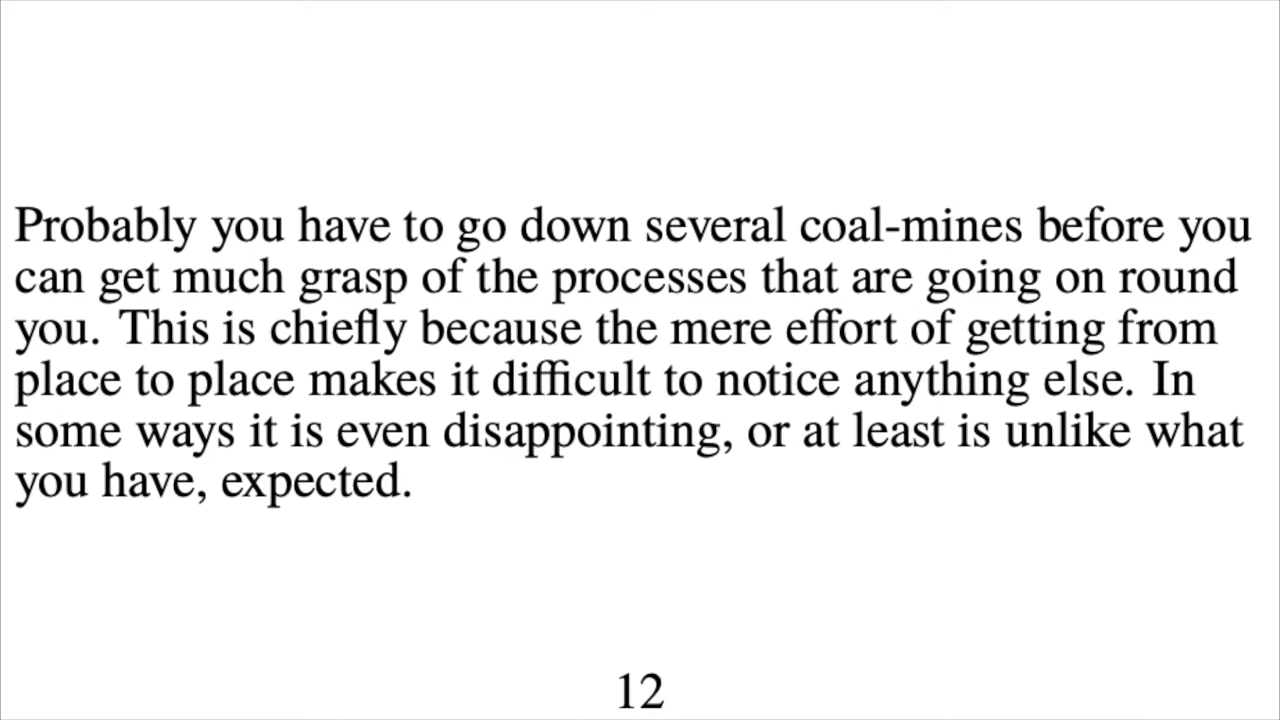 Probably you have to go down several coal-mines before you
can get much grasp of the processes that are going on round
you. This is chiefly because the mere effort of getting from
place to place makes it difficult to notice anything else. In
some ways it is even disappointing, or at least is unlike what
you have, expected.
12